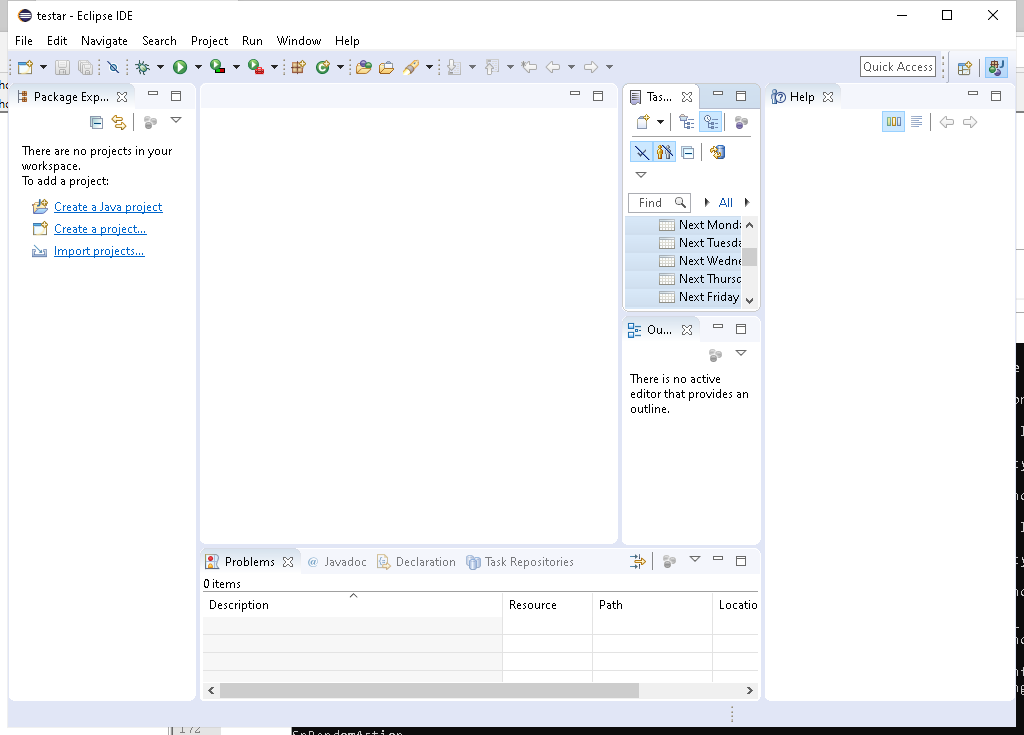 testar - Eclipse IDE
File Edit Navigate Search Project Run Window Help
Quick Access
Package Exp...
There are no projects in your
workspace.
To add a project:
Create a Java project
Create a project...
Import projects...
Tas...
Find
All
Next Monda
Next Tuesda
Next Wedne
Next Thursd
Next Friday
Ou...
There is no active
editor that provides an
outline.
Help
Problems @ Javadoc Declaration Task Repositories
0 items
Description Resource Path Locatio
172